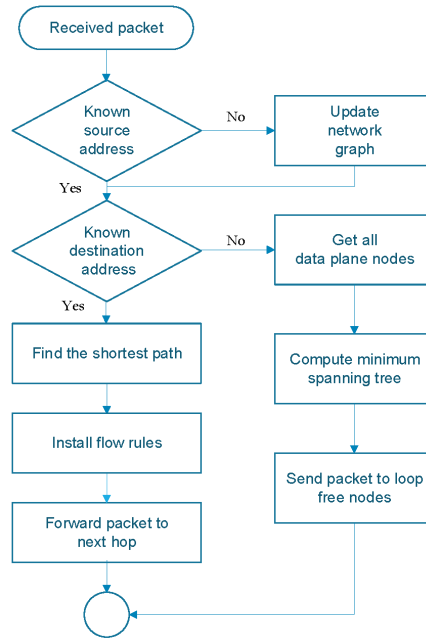 Received packet
Known
source
address
No
Update
network
graph
Yes
Known
destination
address
No
Get all
data plane nodes
Yes
Find the shortest path
Compute minimum
spanning tree
Install flow rules
Send packet to loop
free nodes
Forward packet to
next hop